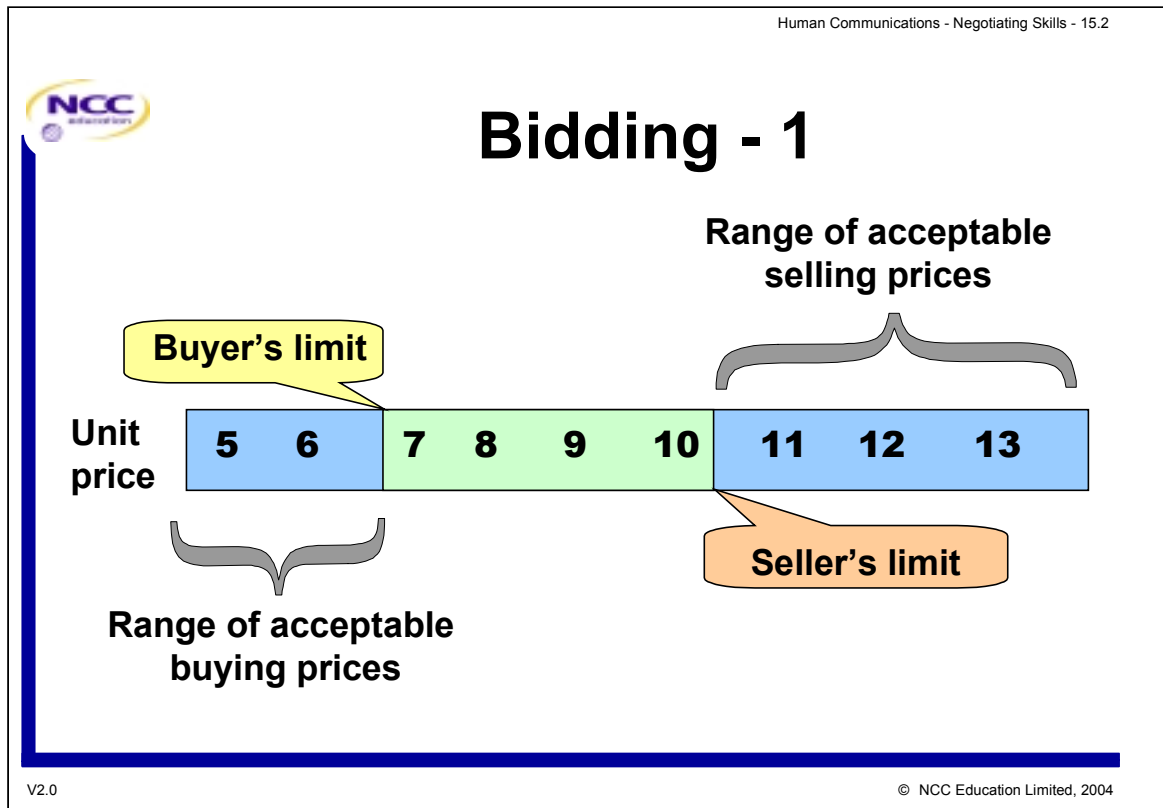 Human Communications - Negotiating Skills - 15.2
NCC
education
Bidding - 1
Range of acceptable
selling prices
Buyer’s limit
Unit
price
5 6 7 8 9 10 11 12 13
Seller’s limit
Range of acceptable
buying prices
V2.0
© NCC Education Limited, 2004